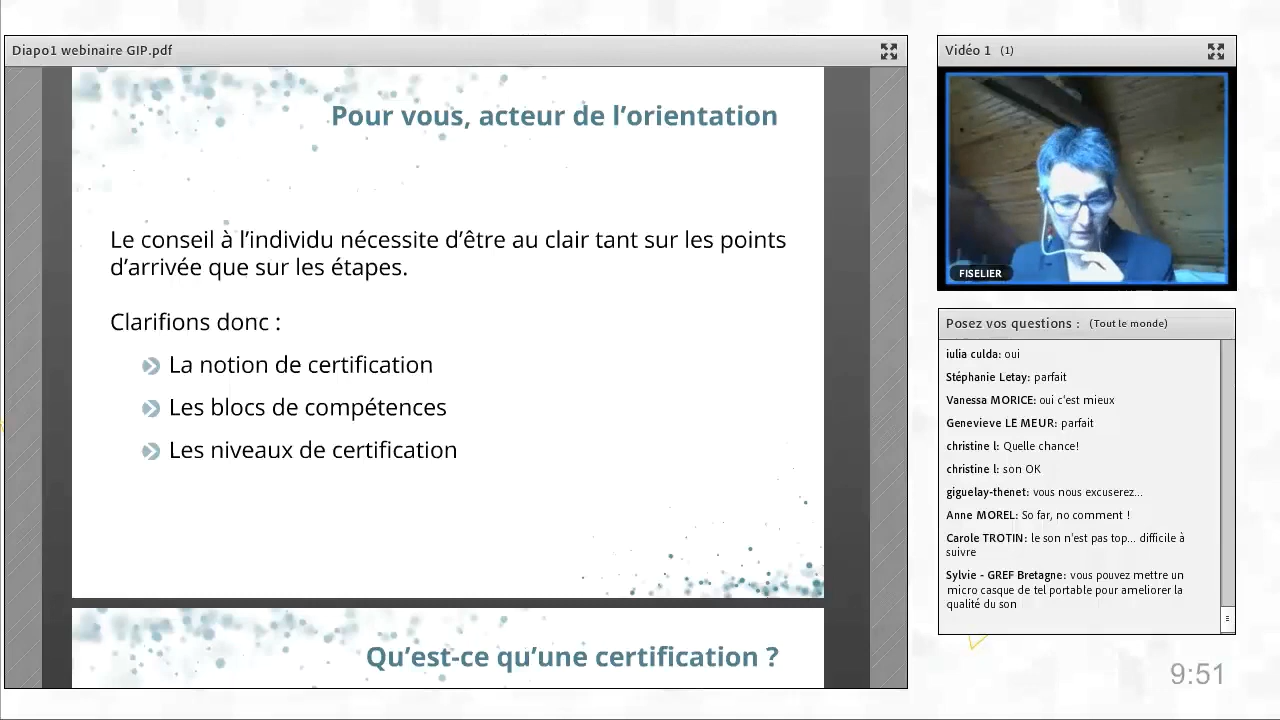 Diapo1 webinaire GIP.pdf
Pour vous, acteur de l’orientation
Le conseil à l’individu nécessite d’être au clair tant sur les points
d’arrivée que sur les étapes.
Clarifions donc :
La notion de certification
Les blocs de compétences
Les niveaux de certification
Qu’est-ce qu’une certification ?
Vidéo 1 (1)
FISELIER
Posez vos questions : (Tout le monde)
iulia culda: oui
Stéphanie Letay: parfait
Vanessa MORICE: oui c'est mieux
Genevieve LE MEUR: parfait
christine l: Quelle chance!
christine l: son OK
giguelay-thenet: vous nous excuserez...
Anne MOREL: So far, no comment !
Carole TROTIN: le son n'est pas top... difficile à
suivre
Sylvie - GREF Bretagne: vous pouvez mettre un
micro casque de tel portable pour ameliorer la
qualité du son
9:51